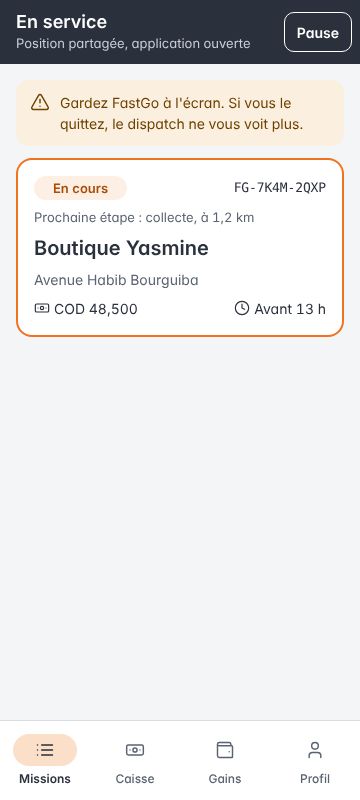 En service
Position partagée, application ouverte
Pause
Gardez FastGo à l'écran. Si vous le
quittez, le dispatch ne vous voit plus.
En cours
FG-7K4M-2QXP
Prochaine étape : collecte, à 1,2 km
Boutique Yasmine
Avenue Habib Bourguiba
COD 48,500
Avant 13 h
Missions
Caisse
Gains
Profil